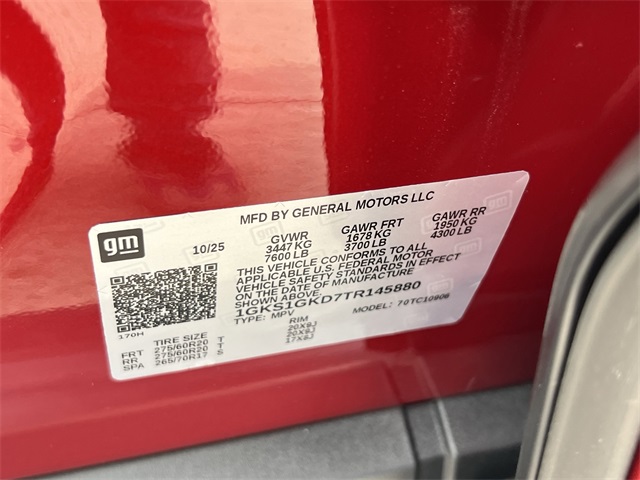 MFD BY GENERAL MOTORS LLC
gm
10/25
GVWR GAWR FRT GAWR RR
3447 KG 1678 KG 1950 KG
7600 LB 3700 LB 4300 LB
THIS VEHICLE CONFORMS TO ALL
APPLICABLE U.S. FEDERAL MOTOR
VEHICLE SAFETY STANDARDS IN EFFECT
ON THE DATE OF MANUFACTURE
SHOWN ABOVE.
1GKS1GKD7TR145880
TYPE: MPV MODEL: 70TC10906
170H
TIRE SIZE RIM
FRT 275/60R20 T 20X9J
RR 275/60R20 T 20X9J
SPA 265/70R17 S 17X8J